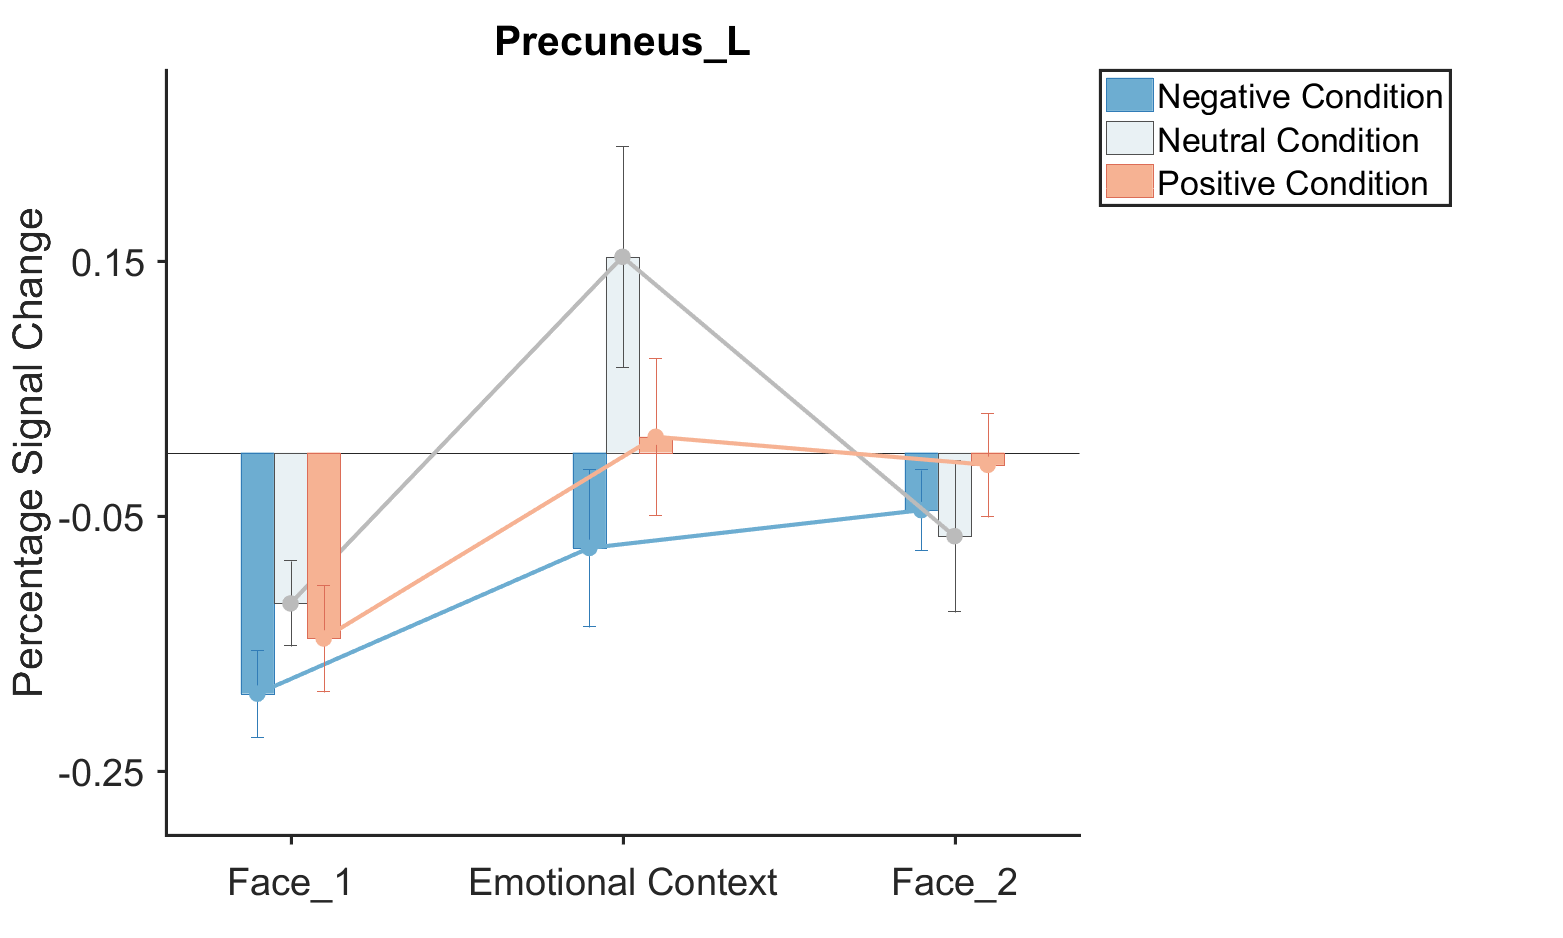 Precuneus_L
Negative Condition
Neutral Condition
Positive Condition
Percentage Signal Change
0.15
-0.05
-0.25
Face_1
Emotional Context
Face_2